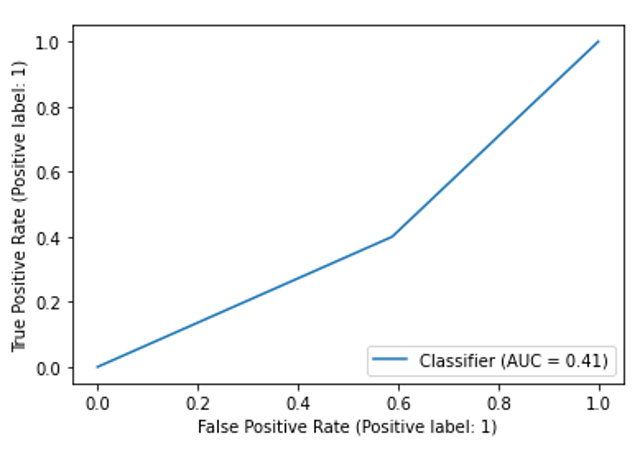 True Positive Rate (Positive label: 1)
1.0
0.8
0.6
0.4
0.2
0.0
Classifier (AUC = 0.41)
0.0 0.2 0.4 0.6 0.8 1.0
False Positive Rate (Positive label: 1)